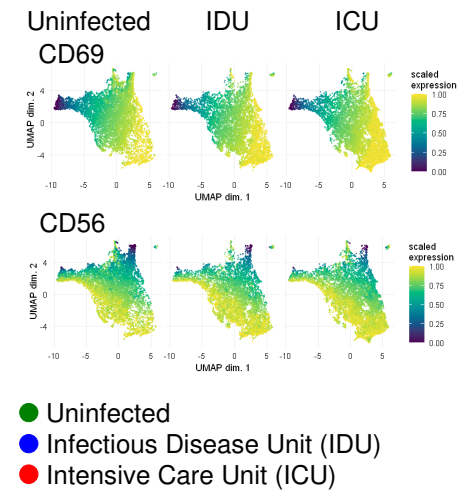 Uninfected IDU ICU
CD69
scaled
expression
1.00
0.75
0.50
0.25
0.00
UMAP dim. 2
4
0
-4
-10 -5 0 5 -10 -5 0 5 -10 -5 0 5
UMAP dim. 1
CD56
scaled
expression
1.00
0.75
0.50
0.25
0.00
UMAP dim. 2
4
0
-4
-10 -5 0 5 -10 -5 0 5 -10 -5 0 5
UMAP dim. 1
Uninfected
Infectious Disease Unit (IDU)
Intensive Care Unit (ICU)